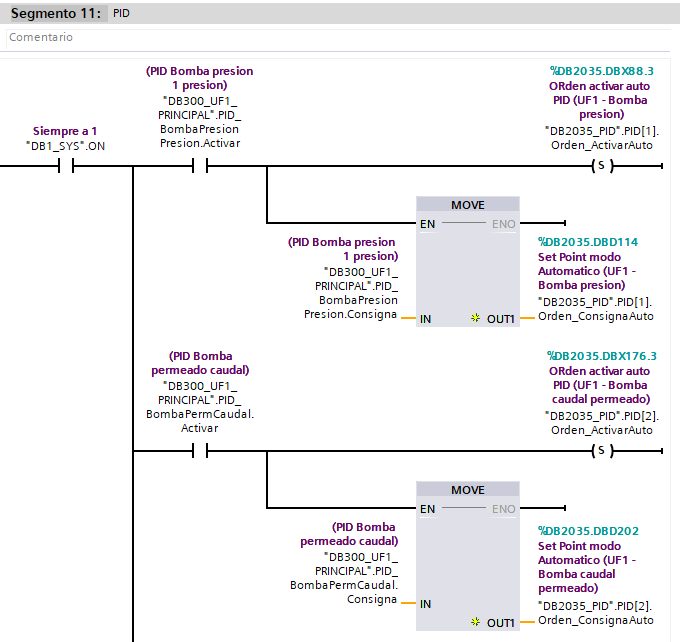 Segmento 11: PID
Comentario
(PID Bomba presion
1 presion)
"DB300_UF1_
PRINCIPAL".PID_
BombaPresion
Presion.Activar
%DB2035.DBX88.3
ORden activar auto
PID (UF1 - Bomba
presion)
"DB2035_PID".PID[1].
Orden_ActivarAuto
Siempre a 1
"DB1_SYS".ON
S
MOVE
EN
ENO
(PID Bomba presion
1 presion)
"DB300_UF1_
PRINCIPAL".PID_
BombaPresion
Presion.Consigna
IN
OUT1
%DB2035.DBD114
Set Point modo
Automatico (UF1 -
Bomba presion)
"DB2035_PID".PID[1].
Orden_ConsignaAuto
(PID Bomba
permeado caudal)
"DB300_UF1_
PRINCIPAL".PID_
BombaPermCaudal.
Activar
%DB2035.DBX176.3
ORden activar auto
PID (UF1 - Bomba
caudal permeado)
"DB2035_PID".PID[2].
Orden_ActivarAuto
S
MOVE
EN
ENO
(PID Bomba
permeado caudal)
"DB300_UF1_
PRINCIPAL".PID_
BombaPermCaudal.
Consigna
IN
OUT1
%DB2035.DBD202
Set Point modo
Automatico (UF1 -
Bomba caudal
permeado)
"DB2035_PID".PID[2].
Orden_ConsignaAuto